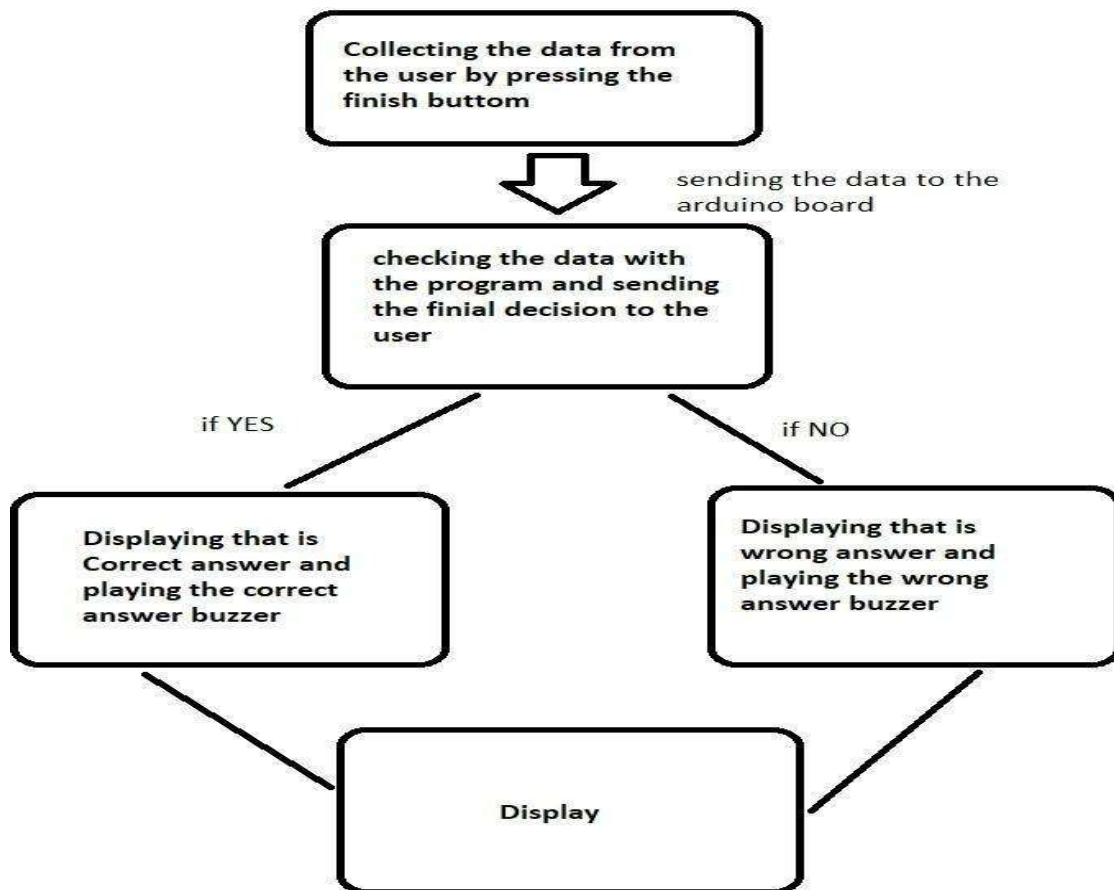 Collecting the data from
the user by pressing the
finish buttom
sending the data to the
arduino board
checking the data with
the program and sending
the finial decision to the
user
if YES
if NO
Displaying that is
Correct answer and
playing the correct
answer buzzer
Displaying that is
wrong answer and
playing the wrong
answer buzzer
Display